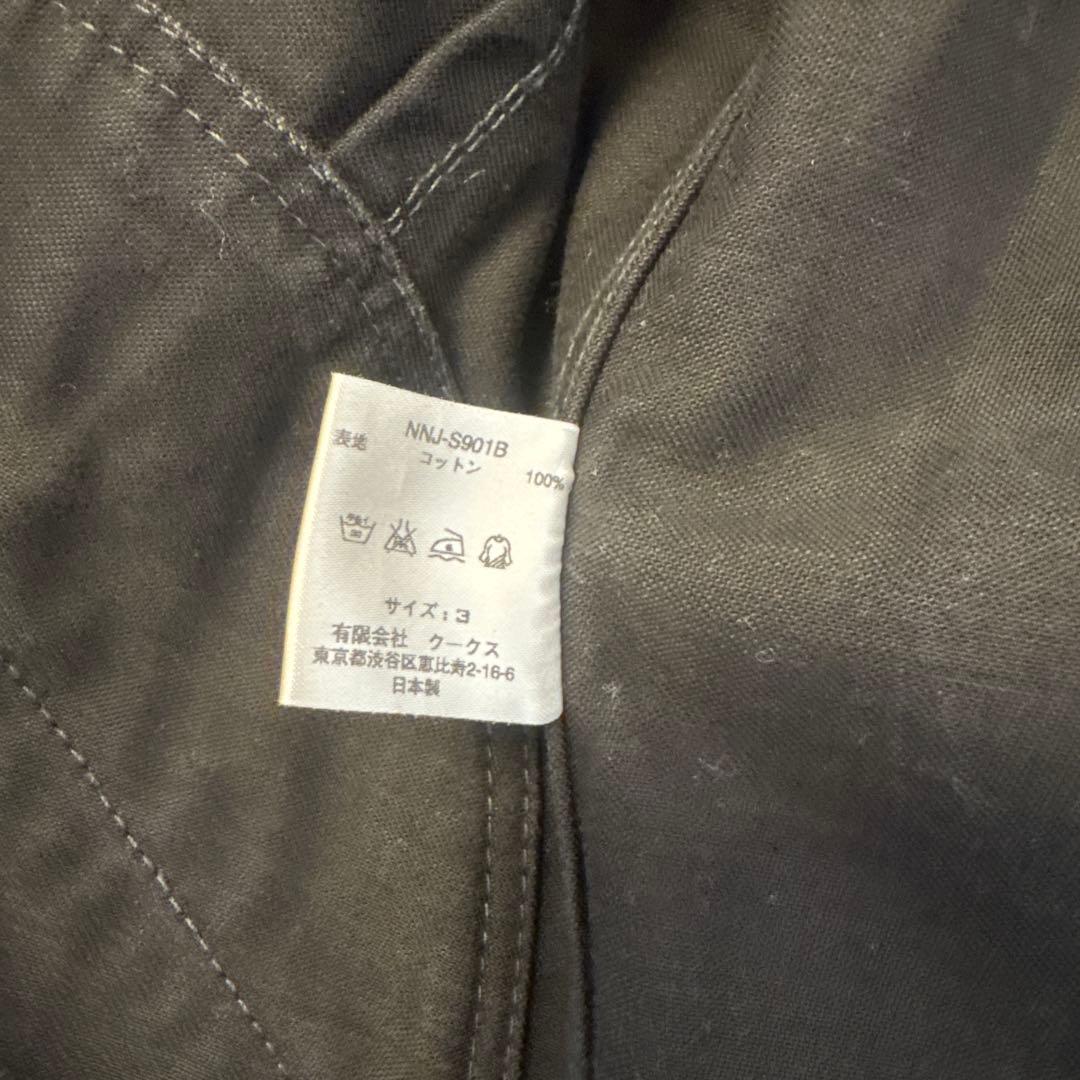 NNJ-S901B
表地 コットン 100%
サイズ:3
有限会社 クークス
東京都渋谷区恵比寿2-16-6
日本製